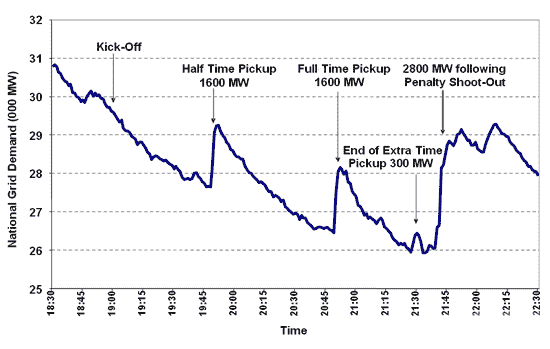 32
31
30
29
28
27
26
25
National Grid Demand (000 MW)
Kick-Off
Half Time Pickup
1600 MW
Full Time Pickup
1600 MW
2800 MW following
Penalty Shoot-Out
End of Extra Time
Pickup 300 MW
18:30
18:45
19:00
19:15
19:30
19:45
20:00
20:15
20:30
20:45
21:00
21:15
21:30
21:45
22:00
22:15
22:30
Time